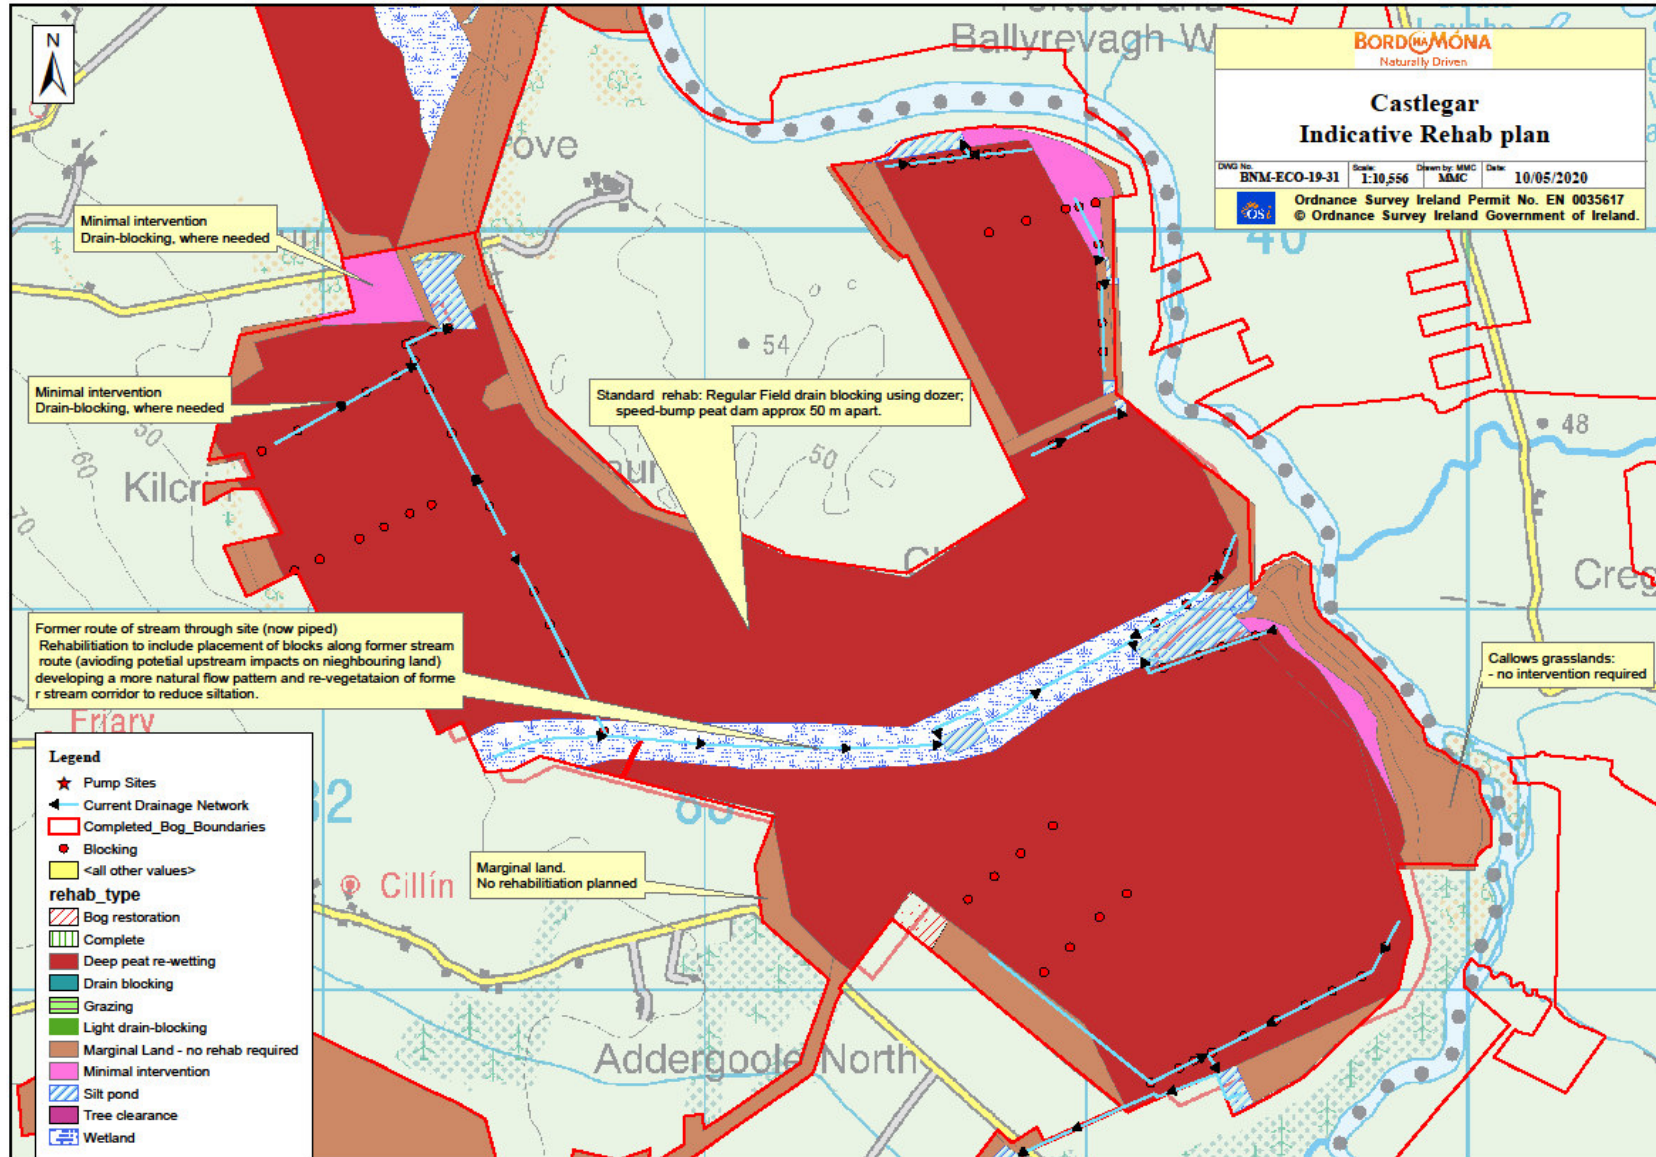 N
Ballyrevagh W
BORD NA MÓNA
Naturally Driven
Castlegar
Indicative Rehab plan
DWG No. BNM-ECO-19-31
Scale: 1:10,556
Drawn by: MMC MMC
Date: 10/05/2020
OSi
Ordnance Survey Ireland Permit No. EN 0035617
© Ordnance Survey Ireland Government of Ireland.
ove
40
Minimal intervention
Drain-blocking, where needed
54
Minimal intervention
Drain-blocking, where needed
Standard rehab: Regular Field drain blocking using dozer;
speed-bump peat dam approx 50 m apart.
48
50
60
50
70
Kilcr
aur
Creg
Former route of stream through site (now piped)
Rehabilitiation to include placement of blocks along former stream
route (avioding potetial upstream impacts on nieghbouring land)
developing a more natural flow pattern and re-vegetataion of forme
r stream corridor to reduce siltation.
Callows grasslands:
- no intervention required
Friary
82
Legend
Pump Sites
Current Drainage Network
Completed_Bog_Boundaries
Blocking
<all other values>
rehab_type
Bog restoration
Complete
Deep peat re-wetting
Drain blocking
Grazing
Light drain-blocking
Marginal Land - no rehab required
Minimal intervention
Silt pond
Tree clearance
Wetland
Marginal land.
No rehabilitiation planned
Cillín
Addergoole North